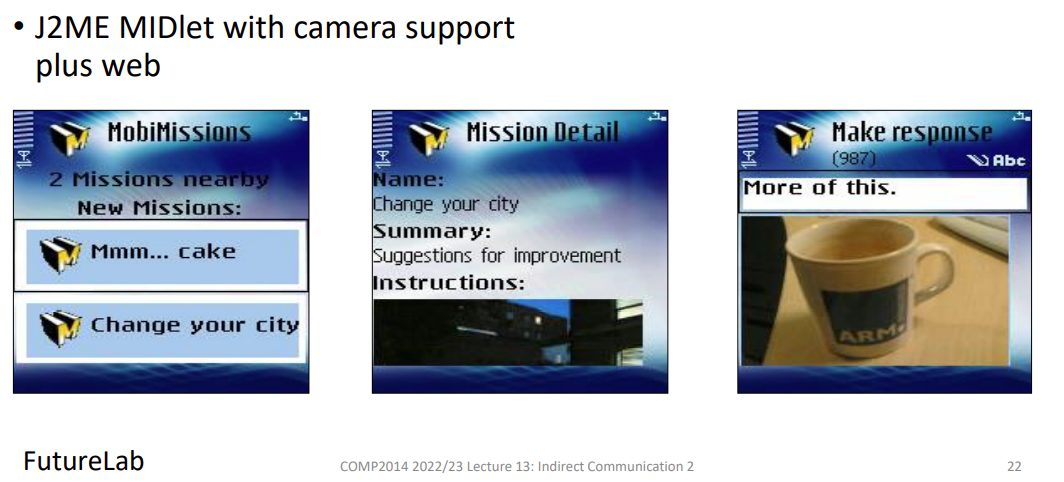 • J2ME MIDlet with camera support
plus web
MobiMissions
2 Missions nearby
New Missions:
Mmm... cake
Change your city
Mission Detail
Name:
Change your city
Summary:
Suggestions for improvement
Instructions:
Make response
(987)
Abc
More of this.
ARM.
FutureLab
COMP2014 2022/23 Lecture 13: Indirect Communication 2
22